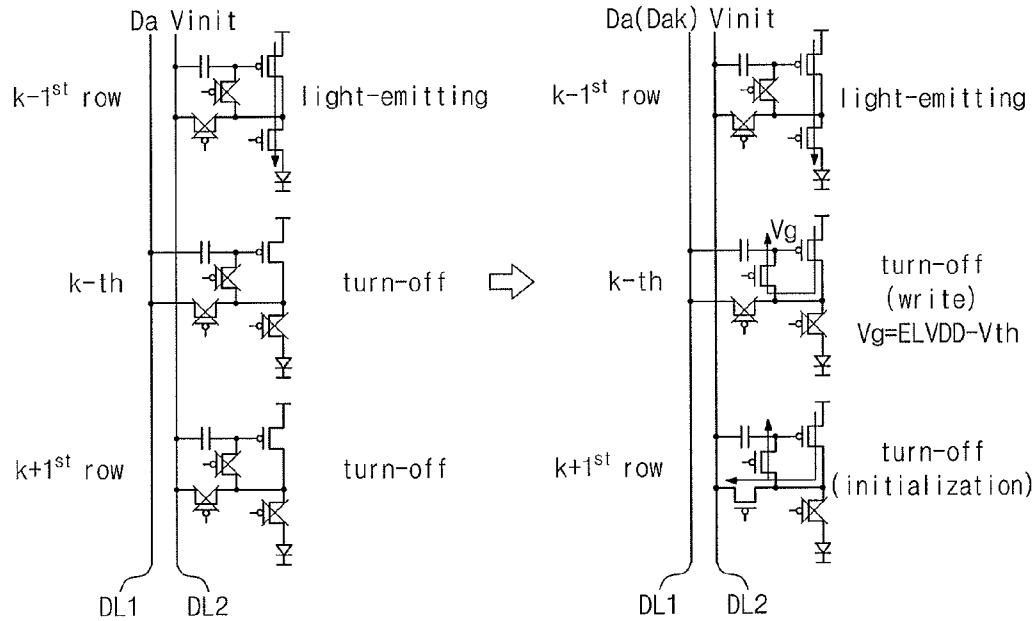 Da Vinit
k-1st row
light-emitting
k-th
turn-off
k+1st row
turn-off
DL1
DL2
Da(Dak) Vinit
k-1st row
light-emitting
Vg
k-th
turn-off
(write)
Vg=ELVDD-Vth
k+1st row
turn-off
(initialization)
DL1
DL2